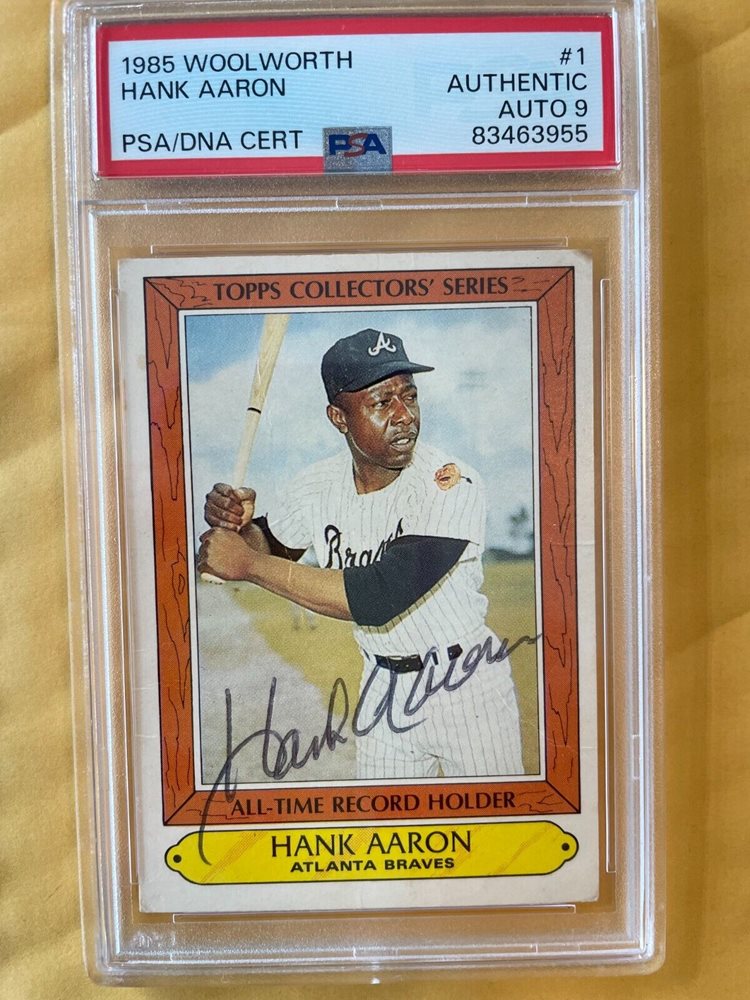 1985 WOOLWORTH #1
HANK AARON AUTHENTIC
AUTO 9
PSA/DNA CERT PSA 83463955
TOPPS COLLECTORS' SERIES
A
Braves
Hank Aaron
ALL-TIME RECORD HOLDER
HANK AARON
ATLANTA BRAVES